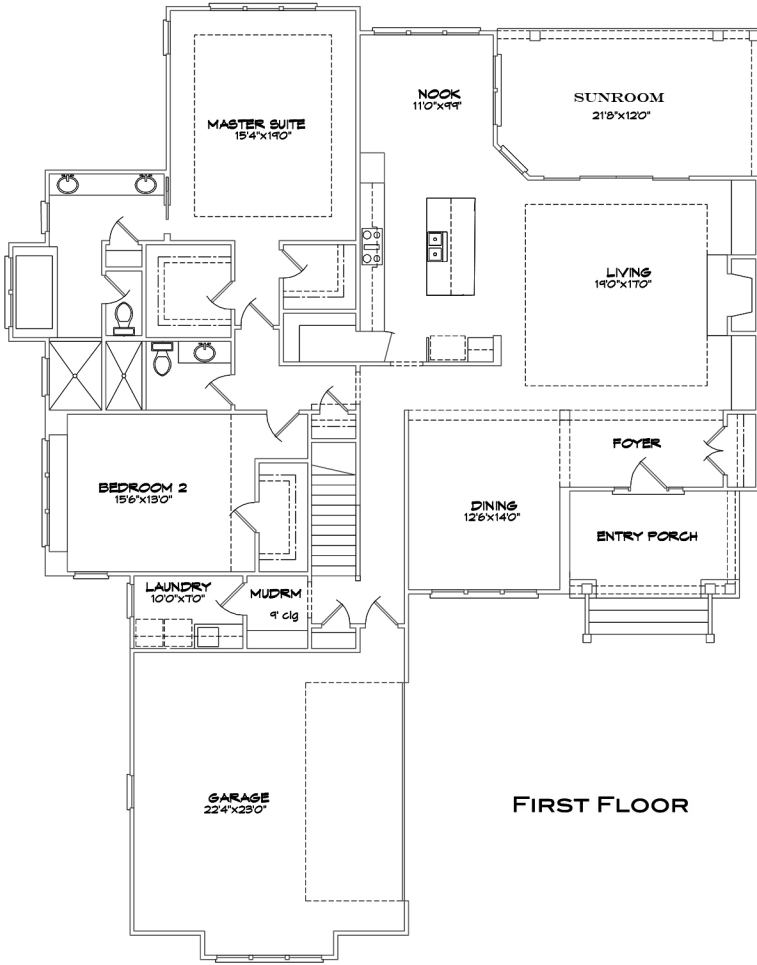 NOOK
11'0"x9'9"
SUNROOM
21'8"x12'0"
MASTER SUITE
15'4"x19'0"
LIVING
19'0"x17'0"
FOYER
BEDROOM 2
15'6"x13'0"
DINING
12'6"x14'0"
ENTRY PORCH
LAUNDRY
10'0"x7'0"
MUDRM
9' clg
GARAGE
22'4"x23'0"
FIRST FLOOR